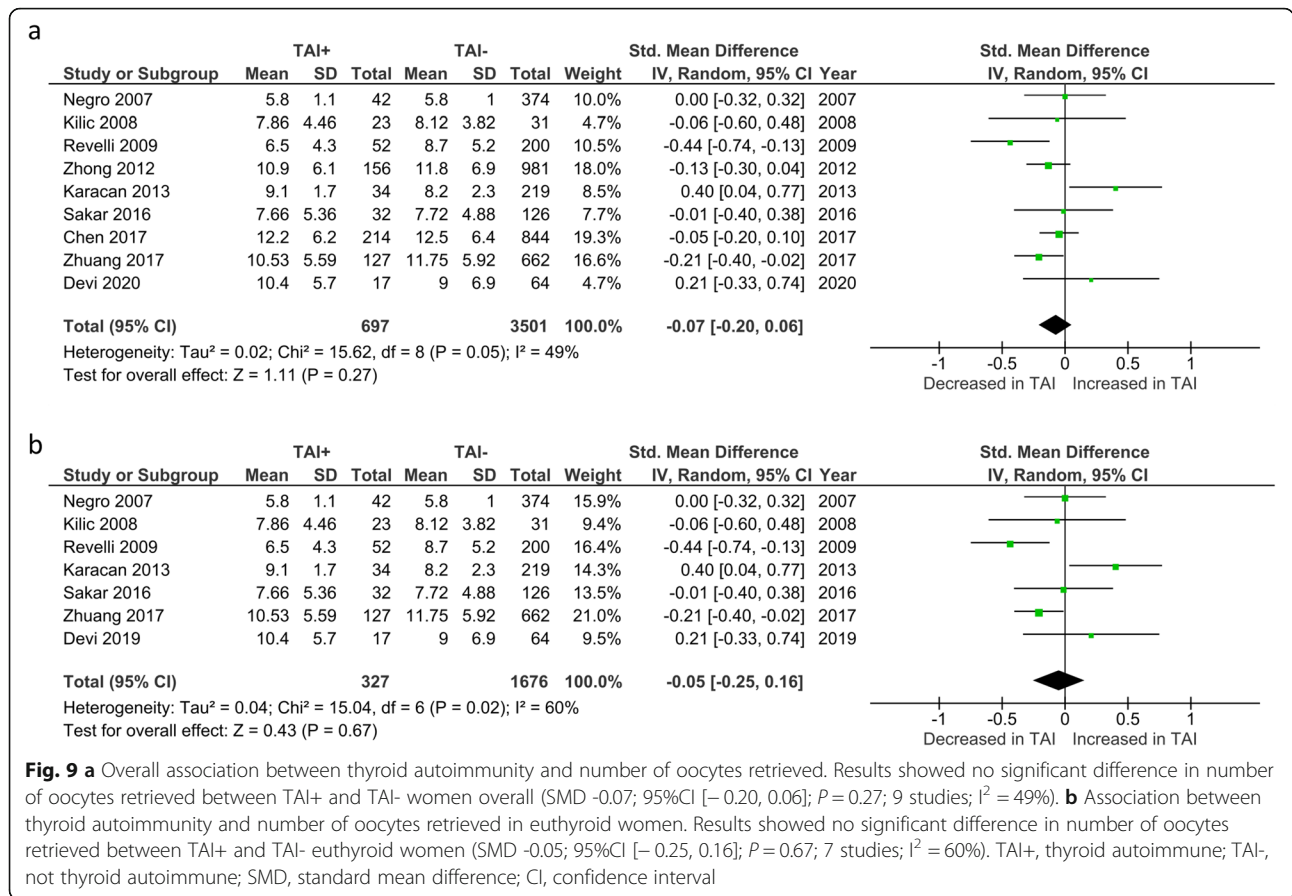 a
TAI+ TAI- Std. Mean Difference Std. Mean Difference
Study or Subgroup Mean SD Total Mean SD Total Weight IV, Random, 95% CI Year IV, Random, 95% CI
Negro 2007 5.8 1.1 42 5.8 1 374 10.0% 0.00 [-0.32, 0.32] 2007
Kilic 2008 7.86 4.46 23 8.12 3.82 31 4.7% -0.06 [-0.60, 0.48] 2008
Revelli 2009 6.5 4.3 52 8.7 5.2 200 10.5% -0.44 [-0.74, -0.13] 2009
Zhong 2012 10.9 6.1 156 11.8 6.9 981 18.0% -0.13 [-0.30, 0.04] 2012
Karacan 2013 9.1 1.7 34 8.2 2.3 219 8.5% 0.40 [0.04, 0.77] 2013
Sakar 2016 7.66 5.36 32 7.72 4.88 126 7.7% -0.01 [-0.40, 0.38] 2016
Chen 2017 12.2 6.2 214 12.5 6.4 844 19.3% -0.05 [-0.20, 0.10] 2017
Zhuang 2017 10.53 5.59 127 11.75 5.92 662 16.6% -0.21 [-0.40, -0.02] 2017
Devi 2020 10.4 5.7 17 9 6.9 64 4.7% 0.21 [-0.33, 0.74] 2020
Total (95% CI) 697 3501 100.0% -0.07 [-0.20, 0.06]
Heterogeneity: Tau² = 0.02; Chi² = 15.62, df = 8 (P = 0.05); I² = 49%
Test for overall effect: Z = 1.11 (P = 0.27)
-1 -0.5 0 0.5 1
Decreased in TAI Increased in TAI
b
TAI+ TAI- Std. Mean Difference Std. Mean Difference
Study or Subgroup Mean SD Total Mean SD Total Weight IV, Random, 95% CI Year IV, Random, 95% CI
Negro 2007 5.8 1.1 42 5.8 1 374 15.9% 0.00 [-0.32, 0.32] 2007
Kilic 2008 7.86 4.46 23 8.12 3.82 31 9.4% -0.06 [-0.60, 0.48] 2008
Revelli 2009 6.5 4.3 52 8.7 5.2 200 16.4% -0.44 [-0.74, -0.13] 2009
Karacan 2013 9.1 1.7 34 8.2 2.3 219 14.3% 0.40 [0.04, 0.77] 2013
Sakar 2016 7.66 5.36 32 7.72 4.88 126 13.5% -0.01 [-0.40, 0.38] 2016
Zhuang 2017 10.53 5.59 127 11.75 5.92 662 21.0% -0.21 [-0.40, -0.02] 2017
Devi 2019 10.4 5.7 17 9 6.9 64 9.5% 0.21 [-0.33, 0.74] 2019
Total (95% CI) 327 1676 100.0% -0.05 [-0.25, 0.16]
Heterogeneity: Tau² = 0.04; Chi² = 15.04, df = 6 (P = 0.02); I² = 60%
Test for overall effect: Z = 0.43 (P = 0.67)
-1 -0.5 0 0.5 1
Decreased in TAI Increased in TAI
Fig. 9 a Overall association between thyroid autoimmunity and number of oocytes retrieved. Results showed no significant difference in number
of oocytes retrieved between TAI+ and TAI- women overall (SMD -0.07; 95%CI [− 0.20, 0.06]; P = 0.27; 9 studies; I² = 49%). b Association between
thyroid autoimmunity and number of oocytes retrieved in euthyroid women. Results showed no significant difference in number of oocytes
retrieved between TAI+ and TAI- euthyroid women (SMD -0.05; 95%CI [− 0.25, 0.16]; P = 0.67; 7 studies; I² = 60%). TAI+, thyroid autoimmune; TAI-,
not thyroid autoimmune; SMD, standard mean difference; CI, confidence interval